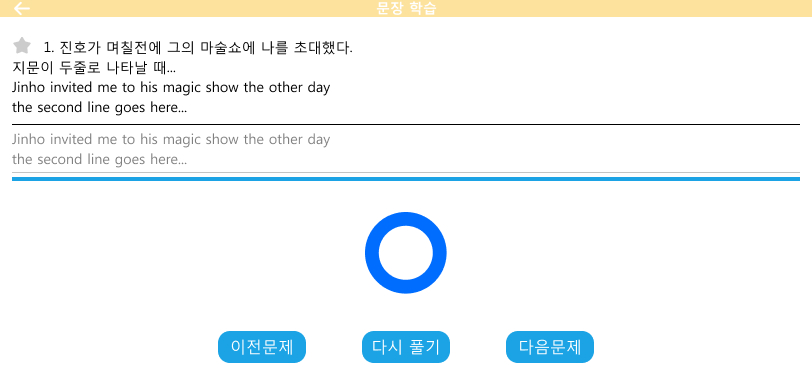 문장 학습
1. 진호가 며칠전에 그의 마술쇼에 나를 초대했다.
지문이 두줄로 나타날 때...
Jinho invited me to his magic show the other day
the second line goes here...
Jinho invited me to his magic show the other day
the second line goes here...
이전문제 다시 풀기 다음문제